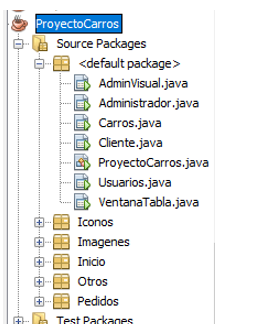 ProyectoCarros
Source Packages
<default package>
AdminVisual.java
Administrador.java
Carros.java
Cliente.java
ProyectoCarros.java
Usuarios.java
VentanaTabla.java
Iconos
Imagenes
Inicio
Otros
Pedidos
Test Packages